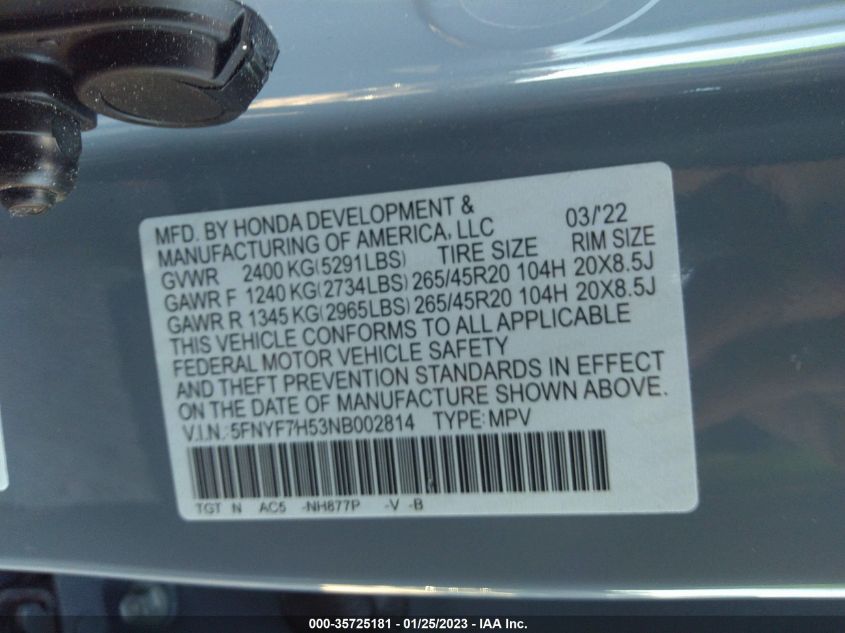 MFD. BY HONDA DEVELOPMENT &
MANUFACTURING OF AMERICA, LLC 03/'22
GVWR 2400 KG(5291LBS) TIRE SIZE RIM SIZE
GAWR F 1240 KG(2734LBS) 265/45R20 104H 20X8.5J
GAWR R 1345 KG(2965LBS) 265/45R20 104H 20X8.5J
THIS VEHICLE CONFORMS TO ALL APPLICABLE
FEDERAL MOTOR VEHICLE SAFETY
AND THEFT PREVENTION STANDARDS IN EFFECT
ON THE DATE OF MANUFACTURE SHOWN ABOVE.
V.I.N.: 5FNYF7H53NB002814 TYPE: MPV
TGT N AC5 -NH877P -V -B
000-35725181 - 01/25/2023 - IAA Inc.